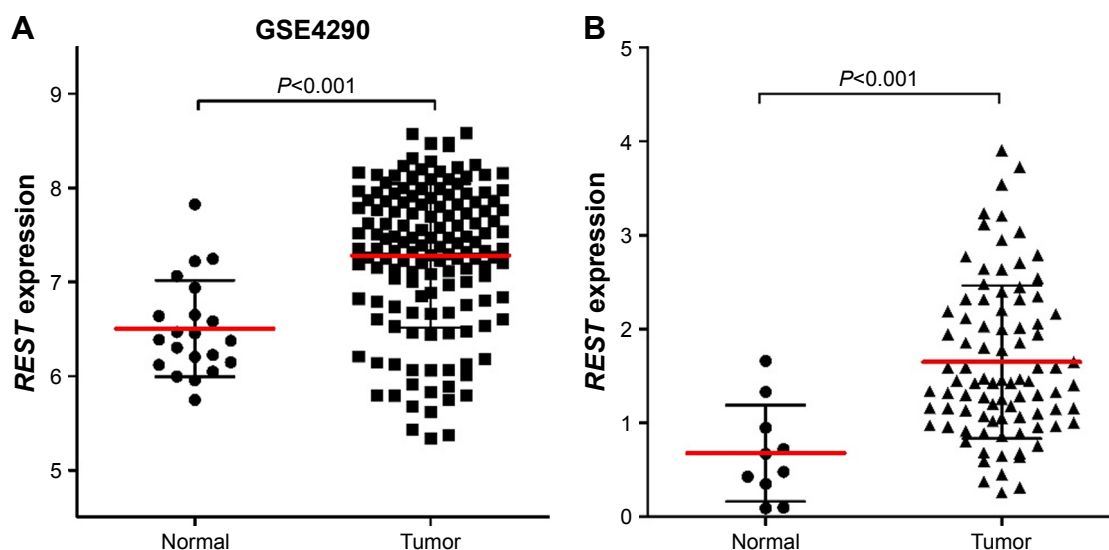 A
GSE4290
P<0.001
9
8
7
6
5
REST expression
Normal
Tumor
B
P<0.001
5
4
3
2
1
0
REST expression
Normal
Tumor